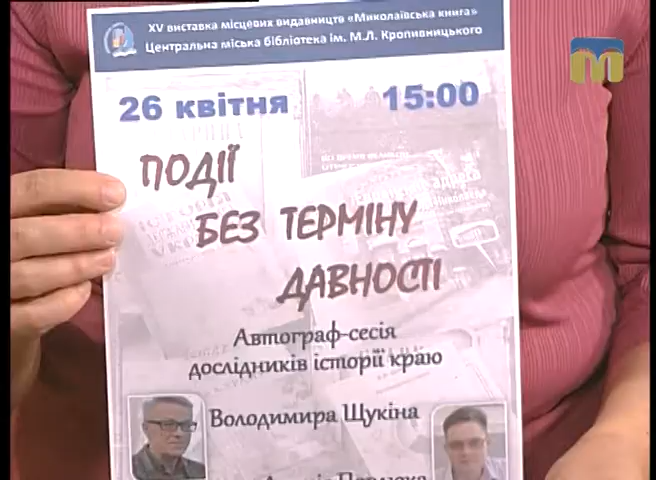 XV виставка місцевих видавництв «Миколаївська книга»
Центральна міська бібліотека ім. М.Л. Кропивницького
26 квітня 15:00
ПОДІЇ
БЕЗ ТЕРМІНУ
ДАВНОСТІ
Автограф-сесія
дослідників історії краю
Володимира Щукіна